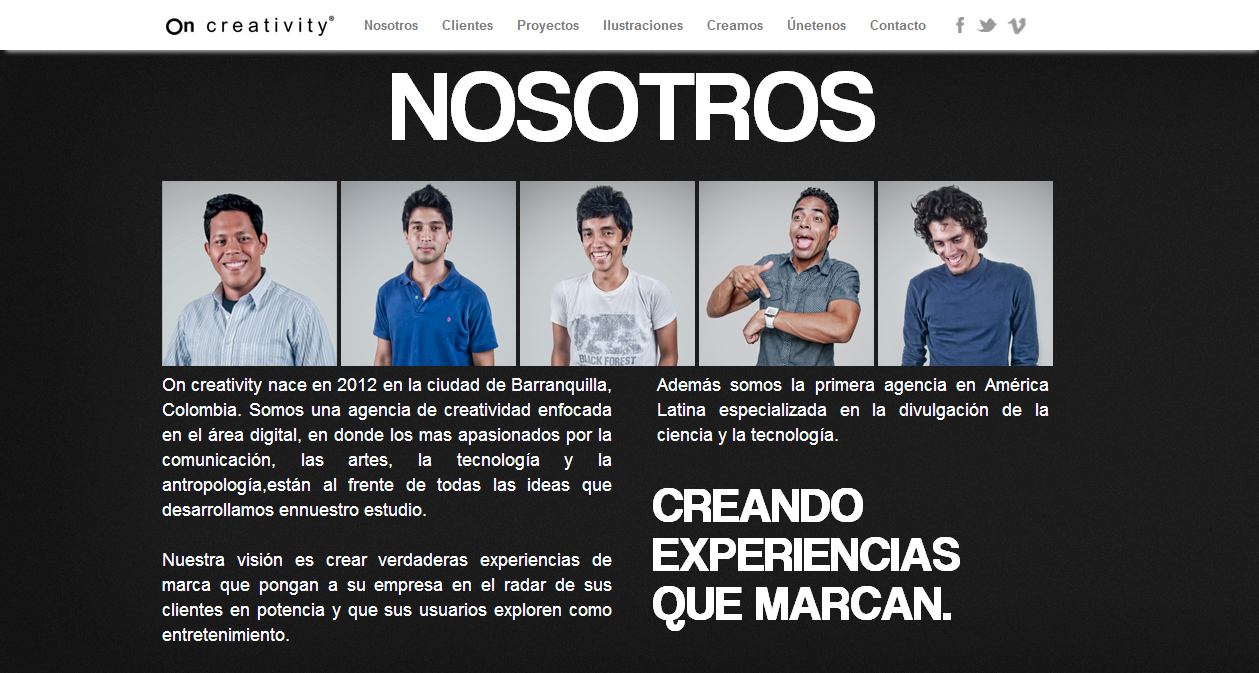 On creativity®
Nosotros Clientes Proyectos Ilustraciones Creamos Únetenos Contacto
NOSOTROS
BLACK FOREST
On creativity nace en 2012 en la ciudad de Barranquilla,
Colombia. Somos una agencia de creatividad enfocada
en el área digital, en donde los mas apasionados por la
comunicación, las artes, la tecnología y la
antropología,están al frente de todas las ideas que
desarrollamos ennuestro estudio.
Nuestra visión es crear verdaderas experiencias de
marca que pongan a su empresa en el radar de sus
clientes en potencia y que sus usuarios exploren como
entretenimiento.
Además somos la primera agencia en América
Latina especializada en la divulgación de la
ciencia y la tecnología.
CREANDO
EXPERIENCIAS
QUE MARCAN.